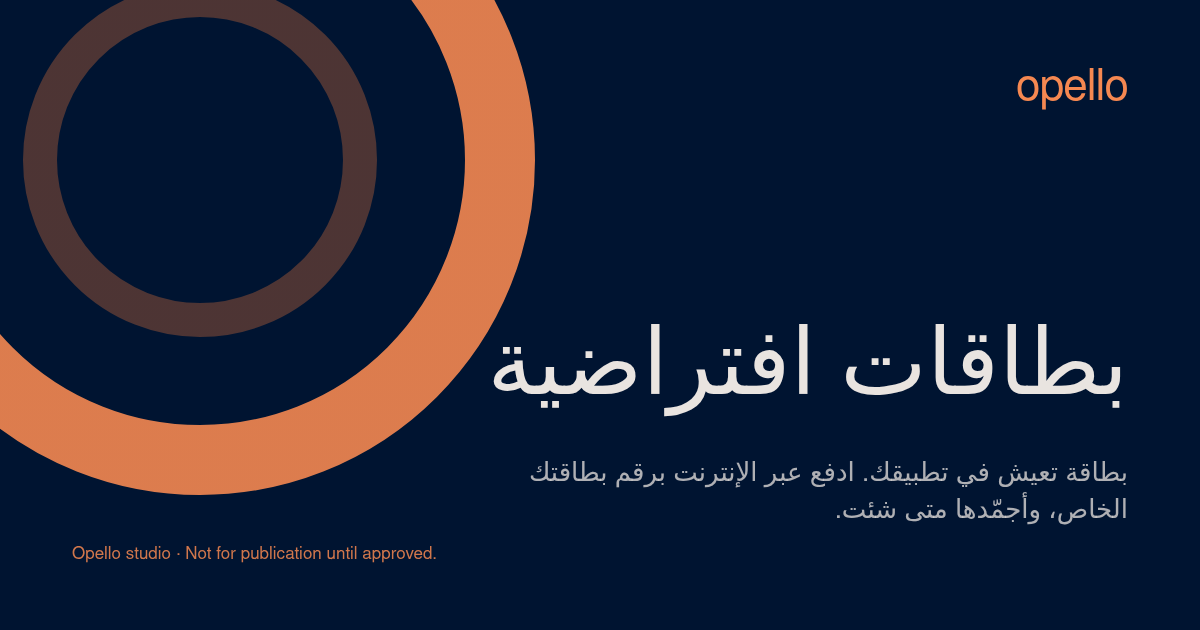 opello
بطاقات افتراضية
بطاقة تعيش في تطبيقك. ادفع عبر الإنترنت برقم بطاقتك
الخاص، وأجمّدها متى شئت.
Opello studio · Not for publication until approved.